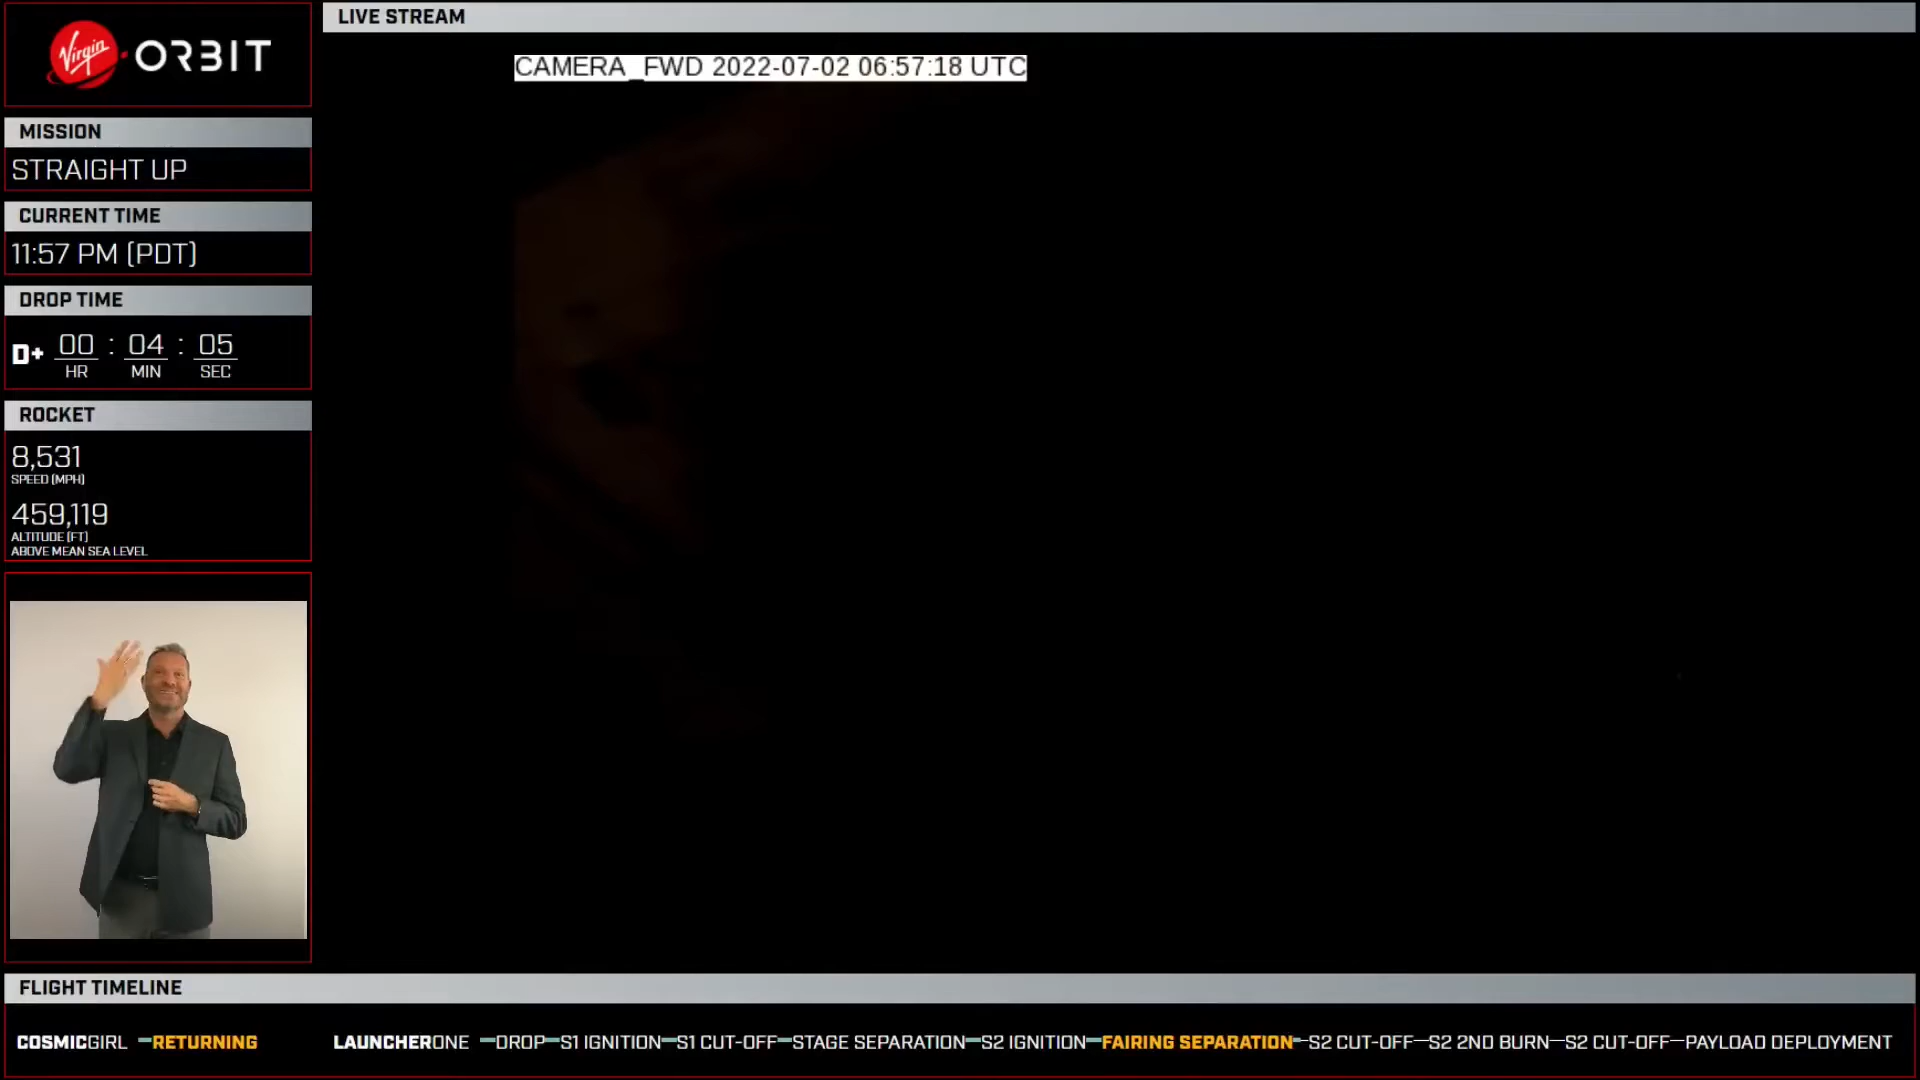 Virgin ORBIT
LIVE STREAM
CAMERA_FWD 2022-07-02 06:57:18 UTC
MISSION
STRAIGHT UP
CURRENT TIME
11:57 PM (PDT)
DROP TIME
D+ 00 : 04 : 05
HR MIN SEC
ROCKET
8,531
SPEED (MPH)
459,119
ALTITUDE (FT)
ABOVE MEAN SEA LEVEL
FLIGHT TIMELINE
COSMICGIRL RETURNING LAUNCHERONE DROP S1 IGNITION S1 CUT-OFF STAGE SEPARATION S2 IGNITION FAIRING SEPARATION S2 CUT-OFF S2 2ND BURN S2 CUT-OFF PAYLOAD DEPLOYMENT